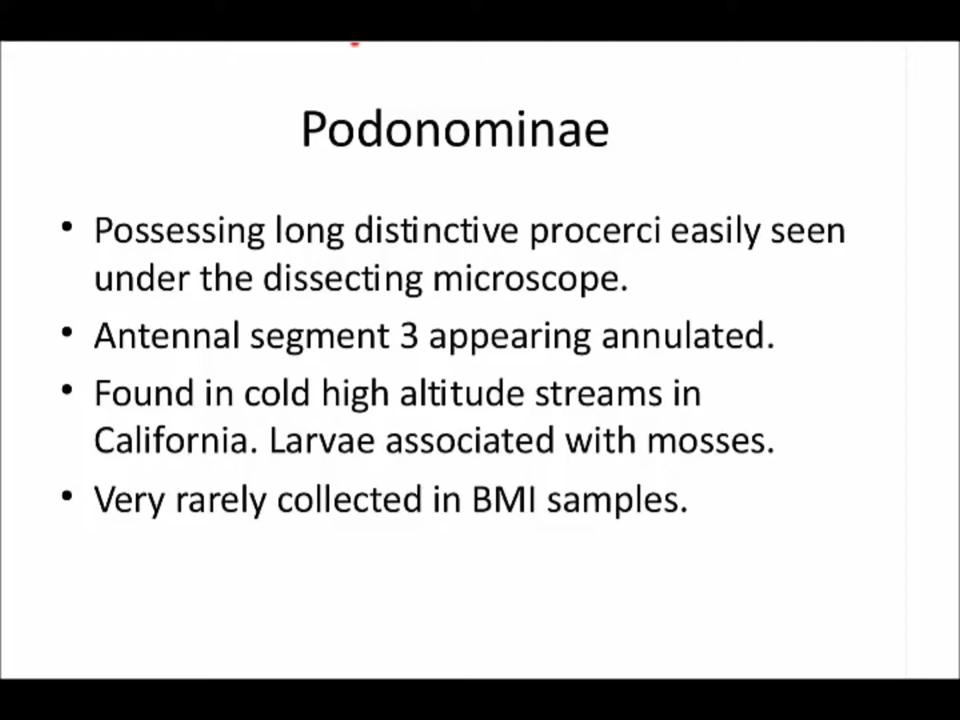 Podonominae
• Possessing long distinctive procerci easily seen
under the dissecting microscope.
• Antennal segment 3 appearing annulated.
• Found in cold high altitude streams in
California. Larvae associated with mosses.
• Very rarely collected in BMI samples.